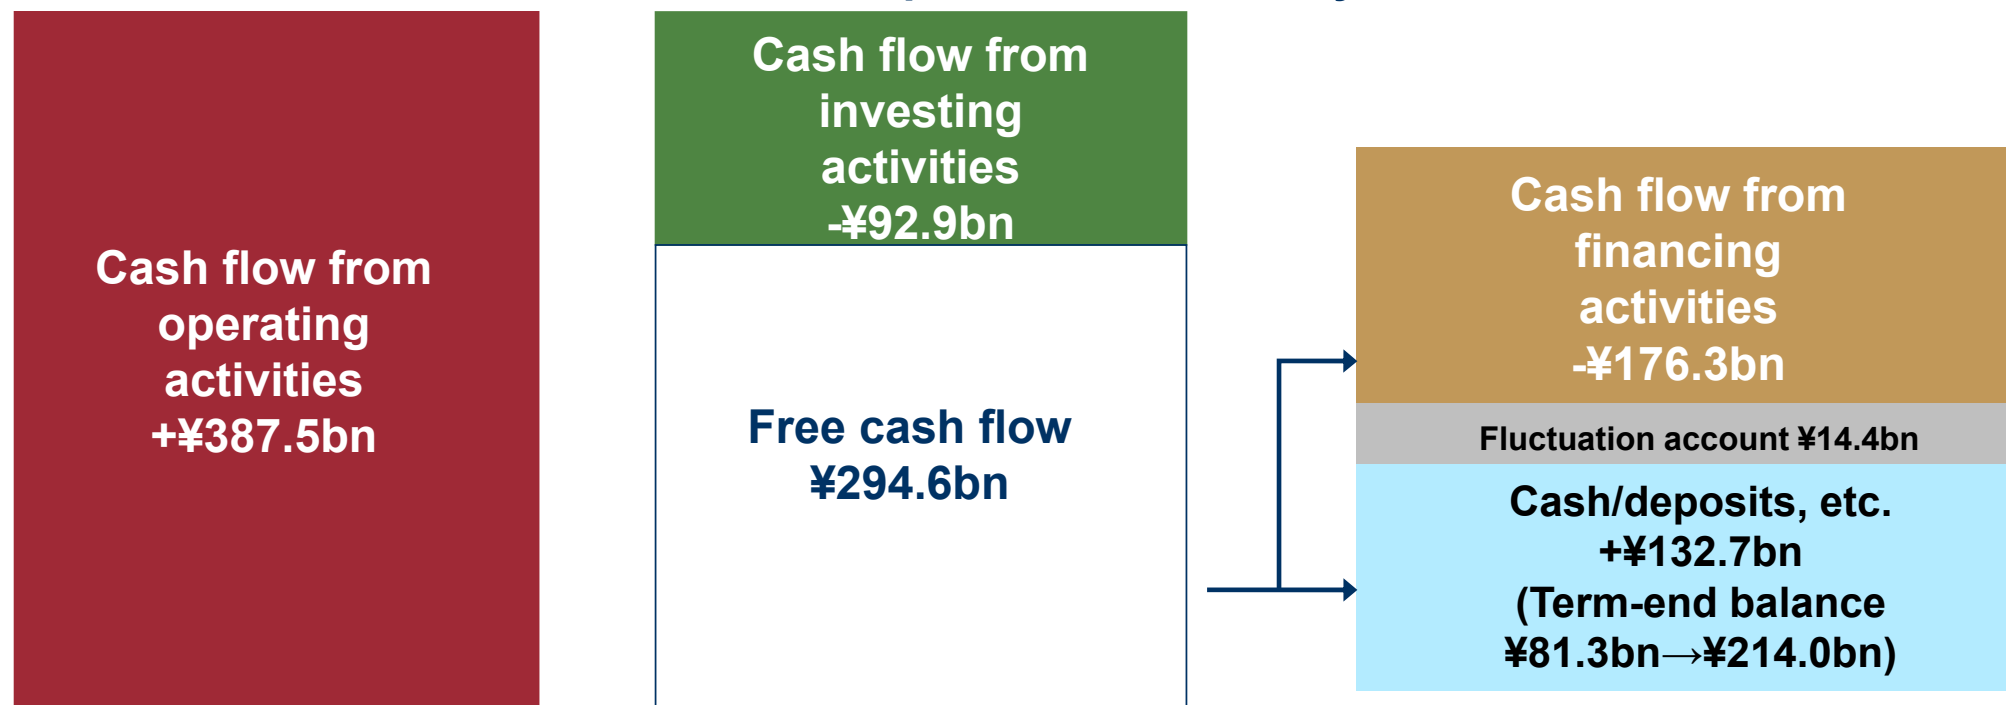 Cash flow from
operating
activities
+¥387.5bn
Cash flow from
investing
activities
-¥92.9bn
Free cash flow
¥294.6bn
Cash flow from
financing
activities
-¥176.3bn
Fluctuation account ¥14.4bn
Cash/deposits, etc.
+¥132.7bn
(Term-end balance
¥81.3bn→¥214.0bn)